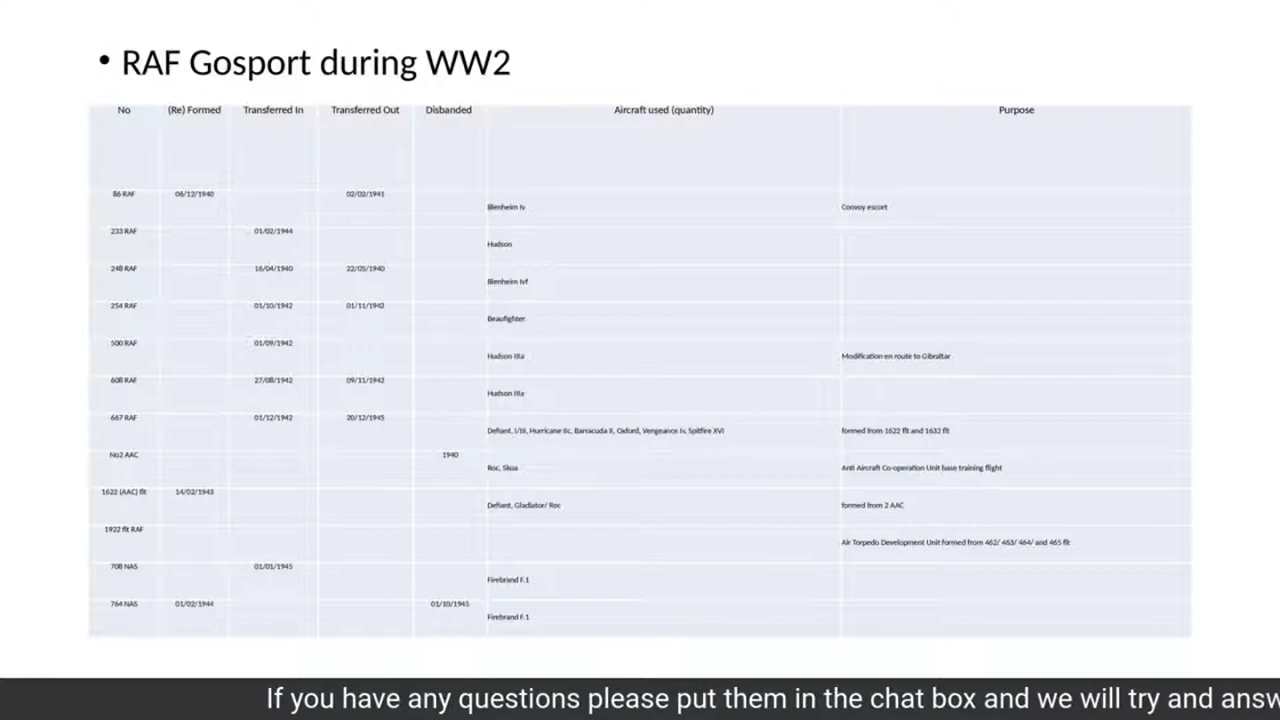 • RAF Gosport during WW2
No (Re) Formed Transferred In Transferred Out Disbanded Aircraft used (quantity) Purpose
86 RAF 06/12/1940 02/02/1941 Blenheim Iv Convoy escort
233 RAF 01/02/1944 Hudson
248 RAF 16/04/1940 22/05/1940 Blenheim Ivf
254 RAF 01/10/1942 01/11/1942 Beaufighter
500 RAF 01/09/1942 Hudson IIIa Modification en route to Gibraltar
608 RAF 27/08/1942 09/11/1942 Hudson IIIa
667 RAF 01/12/1942 20/12/1945 Defiant, I/III, Hurricane IIc, Barracuda II, Oxford, Vengeance Iv, Spitfire XVI formed from 1622 flt and 1632 flt
No2 AAC 1940 Roc, Skua Anti Aircraft Co-operation Unit base training flight
1622 (AAC) flt 14/02/1943 Defiant, Gladiator/ Roc formed from 2 AAC
1922 flt RAF Air Torpedo Development Unit formed from 462/ 463/ 464/ and 465 flt
708 NAS 01/01/1945 Firebrand F.1
764 NAS 01/02/1944 01/10/1945 Firebrand F.1
If you have any questions please put them in the chat box and we will try and answ